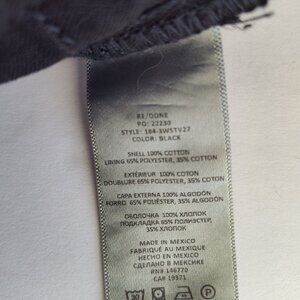 RE/DONE
PO: 22230
STYLE: 184-3WSTV27
COLOR: BLACK
SHELL 100% COTTON
LINING 65% POLYESTER, 35% COTTON
EXTÉRIEUR 100% COTON
DOUBLURE 65% POLYESTER, 35% COTON
CAPA EXTERNA 100% ALGODÓN
FORRO 65% POLIÉSTER, 35% ALGODÓN
ОБОЛОЧКА 100% ХЛОПОК
ПОДКЛАДКА 65% ПОЛИЭСТЕР,
35% ХЛОПОК
MADE IN MEXICO
FABRIQUÉ AU MEXIQUE
HECHO EN MEXICO
СДЕЛАНО В МЕКСИКЕ
RN# 146770
CA# 19371
30